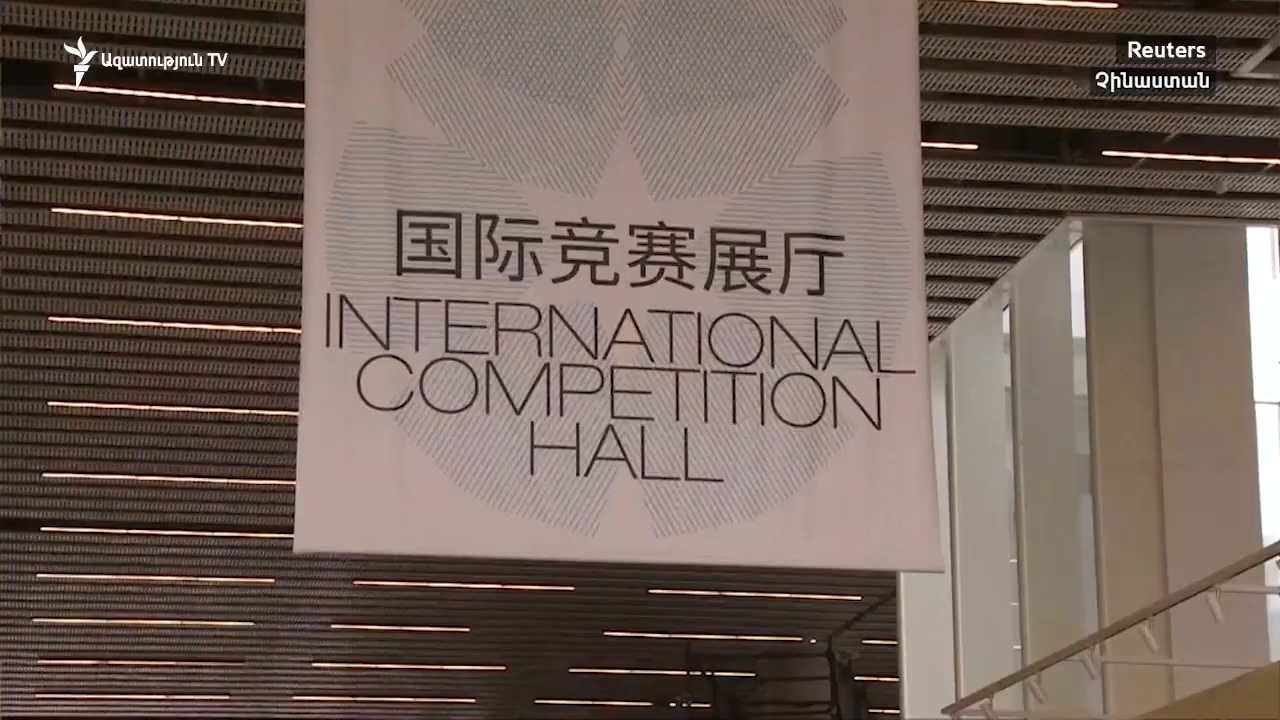 Ազատություն TV
Reuters
Չինաստան
国际竞赛展厅
INTERNATIONAL
COMPETITION
HALL